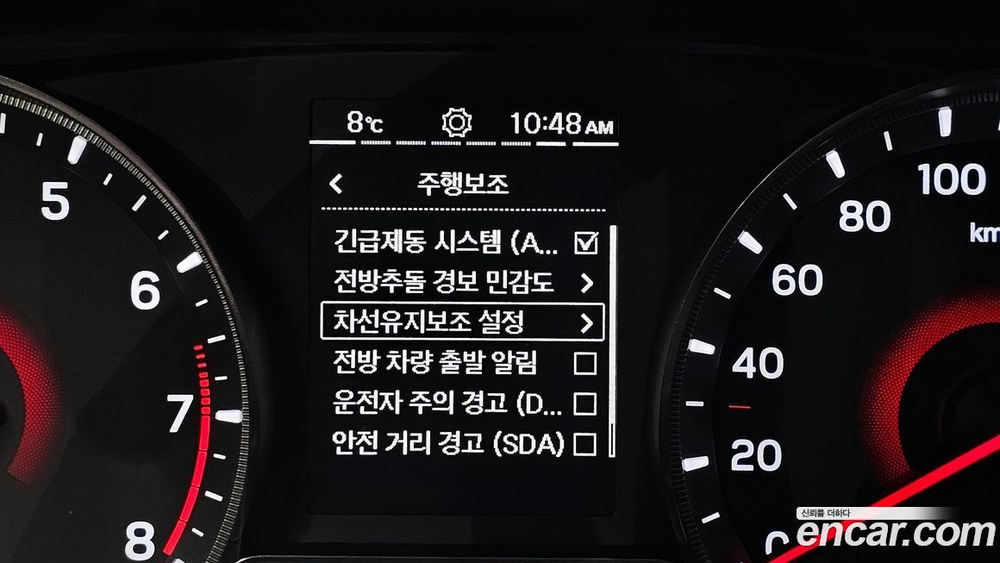 8℃
10:48 AM
주행보조
긴급제동 시스템 (A...
전방추돌 경보 민감도
차선유지보조 설정
전방 차량 출발 알림
운전자 주의 경고 (D...
안전 거리 경고 (SDA)
5
6
7
8
100
km
80
60
40
20
신뢰를 더하다
encar.com